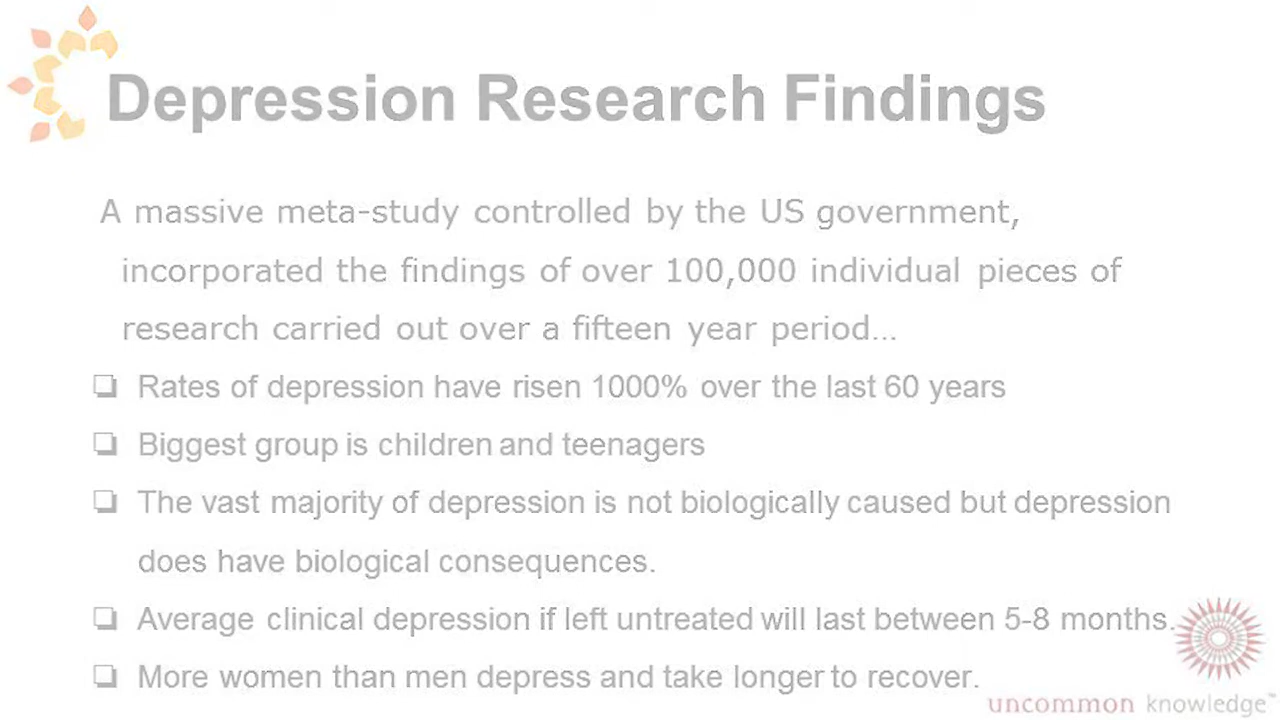 Depression Research Findings
A massive meta-study controlled by the US government,
incorporated the findings of over 100,000 individual pieces of
research carried out over a fifteen year period...
❏ Rates of depression have risen 1000% over the last 60 years
❏ Biggest group is children and teenagers
❏ The vast majority of depression is not biologically caused but depression
does have biological consequences.
❏ Average clinical depression if left untreated will last between 5-8 months.
❏ More women than men depress and take longer to recover.
uncommon knowledge™